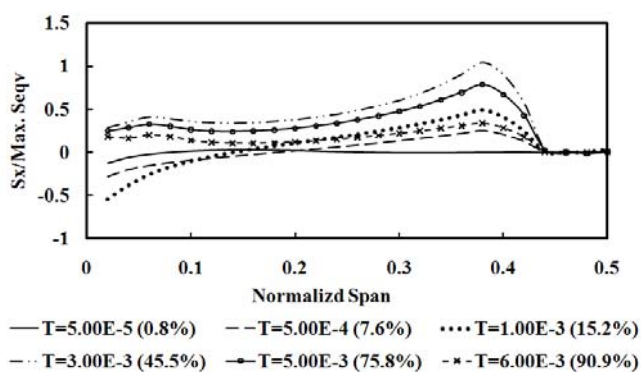 1.5
1
0.5
0
-0.5
-1
Sx/Max. Seqv
0 0.1 0.2 0.3 0.4 0.5
Normalizd Span
T=5.00E-5 (0.8%) T=5.00E-4 (7.6%) T=1.00E-3 (15.2%)
T=3.00E-3 (45.5%) T=5.00E-3 (75.8%) T=6.00E-3 (90.9%)